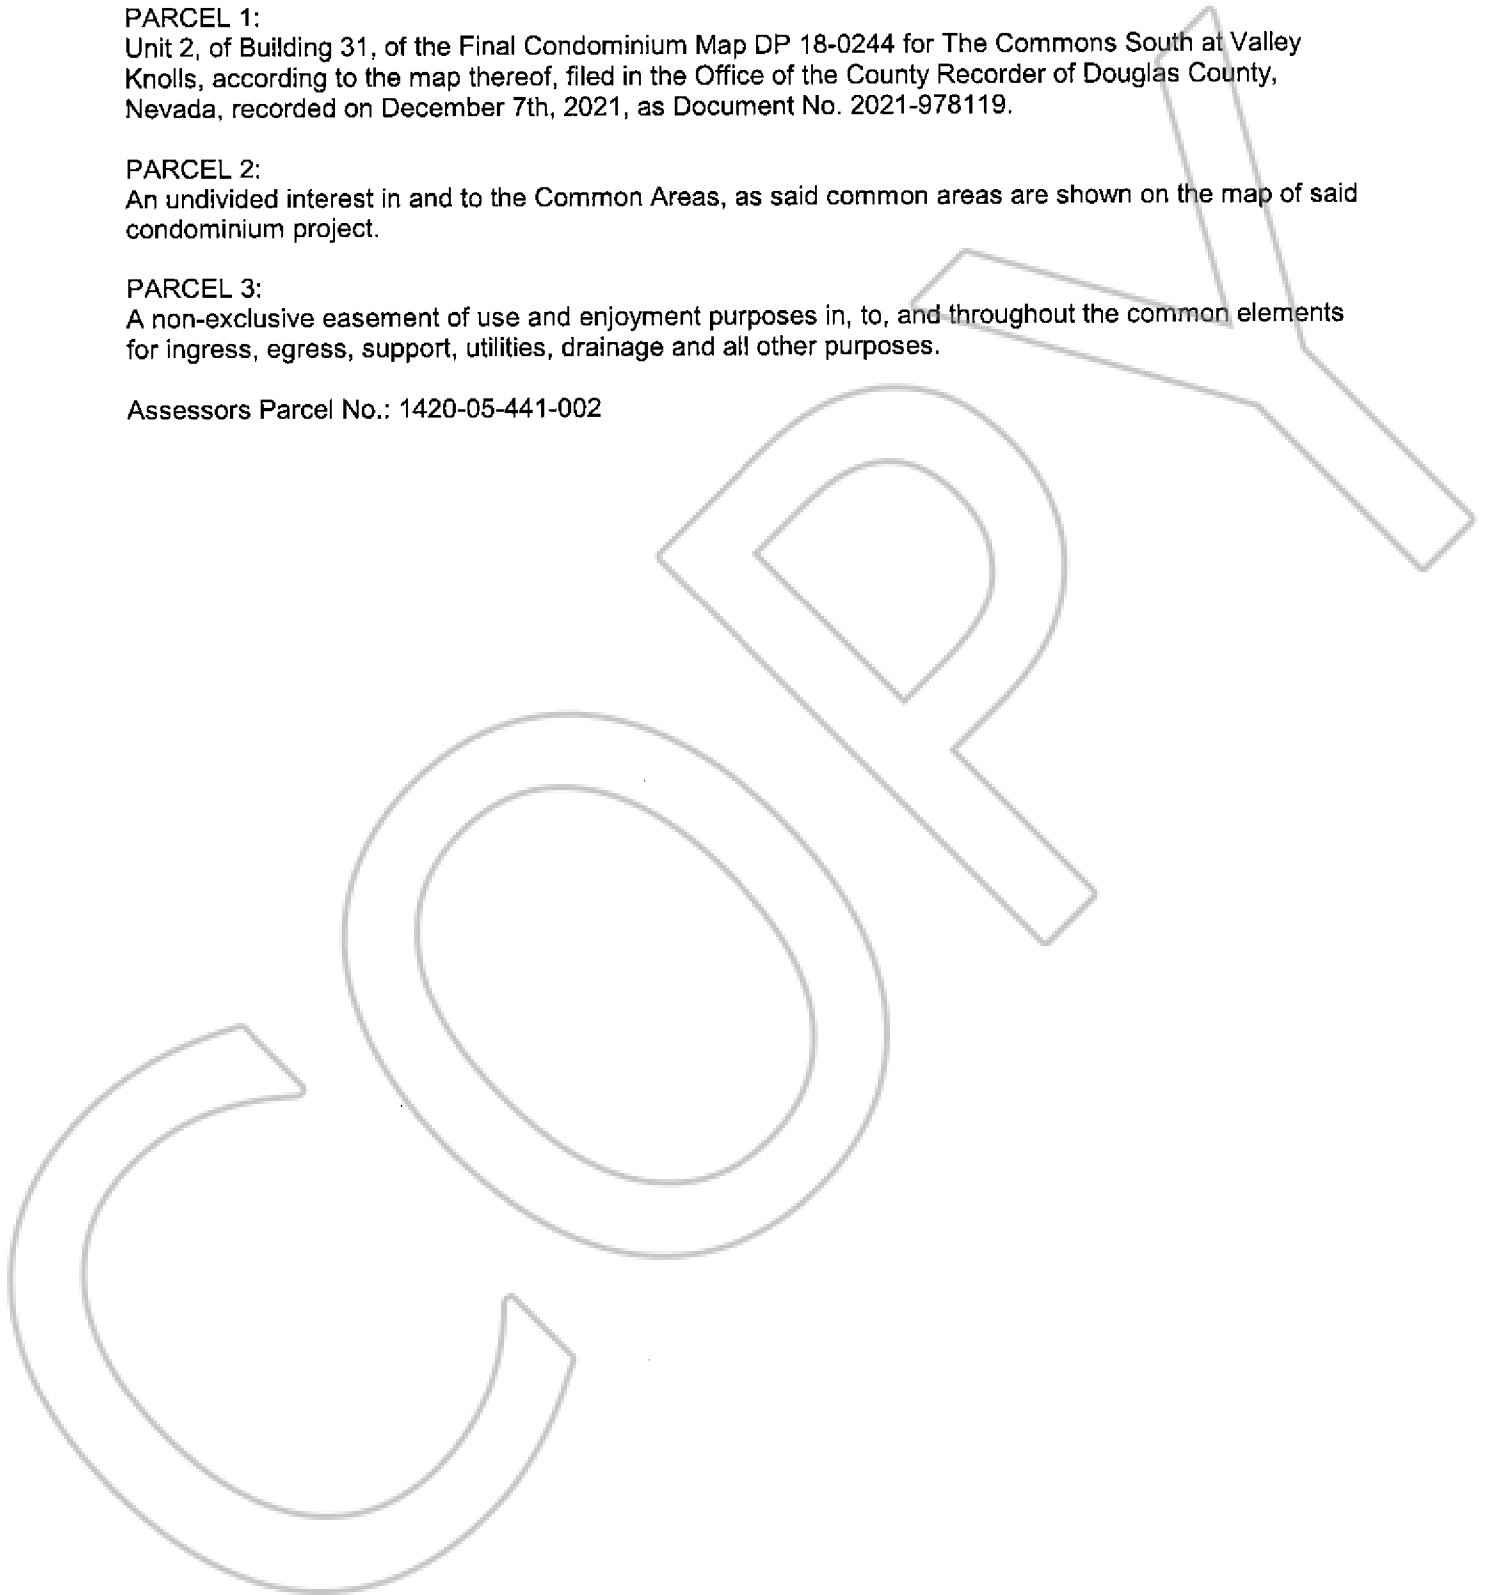 PARCEL 1:
Unit 2, of Building 31, of the Final Condominium Map DP 18-0244 for The Commons South at Valley
Knolls, according to the map thereof, filed in the Office of the County Recorder of Douglas County,
Nevada, recorded on December 7th, 2021, as Document No. 2021-978119.
PARCEL 2:
An undivided interest in and to the Common Areas, as said common areas are shown on the map of said
condominium project.
PARCEL 3:
A non-exclusive easement of use and enjoyment purposes in, to, and throughout the common elements
for ingress, egress, support, utilities, drainage and all other purposes.
Assessors Parcel No.: 1420-05-441-002
COPY